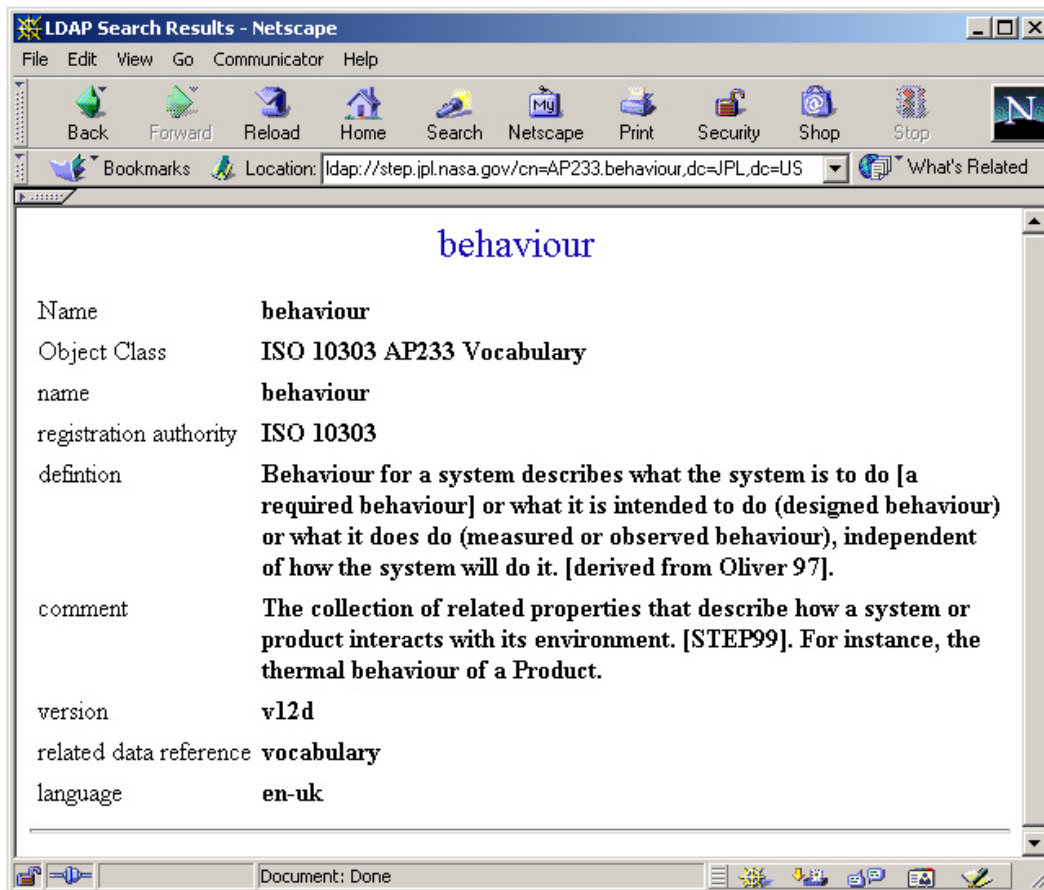 LDAP Search Results - Netscape
File Edit View Go Communicator Help
My N
Back Forward Reload Home Search Netscape Print Security Shop Stop
Bookmarks Location: ldap://step.jpl.nasa.gov/cn=AP233.behaviour,dc=JPL,dc=US What's Related
behaviour
Name behaviour
Object Class ISO 10303 AP233 Vocabulary
name behaviour
registration authority ISO 10303
defintion Behaviour for a system describes what the system is to do [a
required behaviour] or what it is intended to do (designed behaviour)
or what it does do (measured or observed behaviour), independent
of how the system will do it. [derived from Oliver 97].
comment The collection of related properties that describe how a system or
product interacts with its environment. [STEP99]. For instance, the
thermal behaviour of a Product.
version v12d
related data reference vocabulary
language en-uk
Document: Done